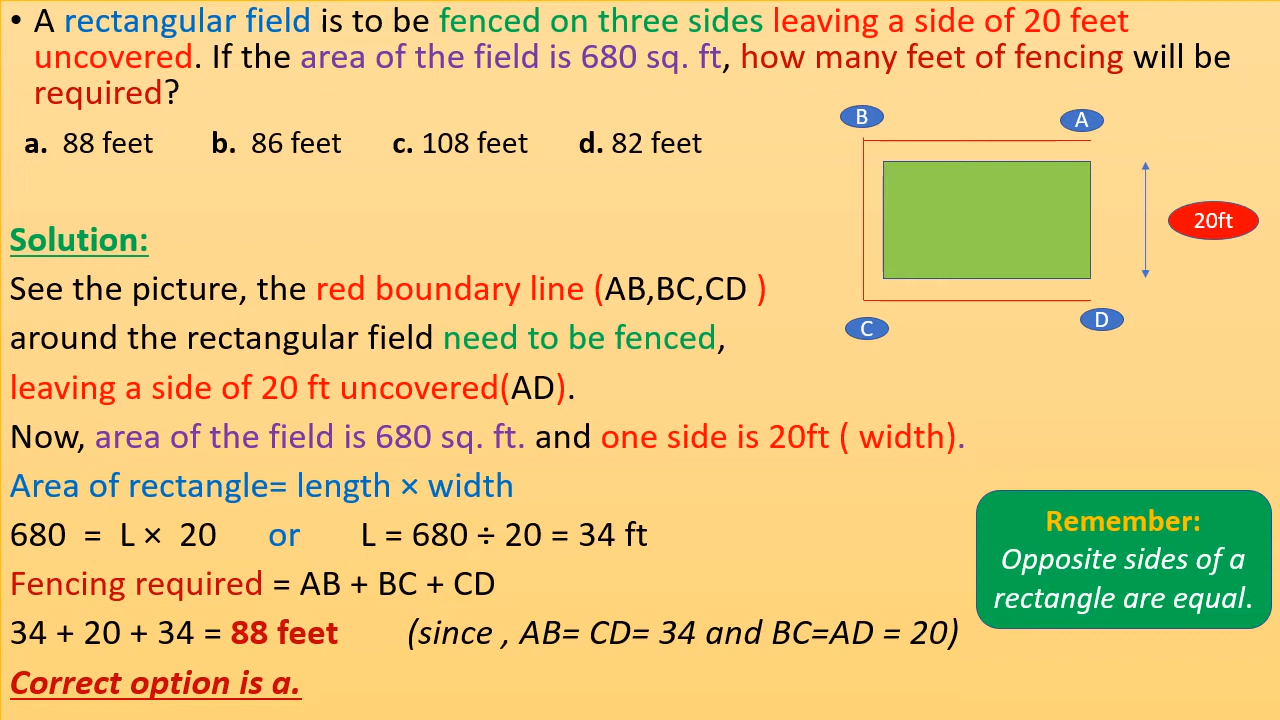 • A rectangular field is to be fenced on three sides leaving a side of 20 feet
uncovered. If the area of the field is 680 sq. ft, how many feet of fencing will be
required?
a. 88 feet b. 86 feet c. 108 feet d. 82 feet
B A
20ft
C D
Solution:
See the picture, the red boundary line (AB,BC,CD )
around the rectangular field need to be fenced,
leaving a side of 20 ft uncovered(AD).
Now, area of the field is 680 sq. ft. and one side is 20ft ( width).
Area of rectangle= length × width
680 = L × 20 or L = 680 ÷ 20 = 34 ft
Fencing required = AB + BC + CD
34 + 20 + 34 = 88 feet (since , AB= CD= 34 and BC=AD = 20)
Correct option is a.
Remember:
Opposite sides of a
rectangle are equal.